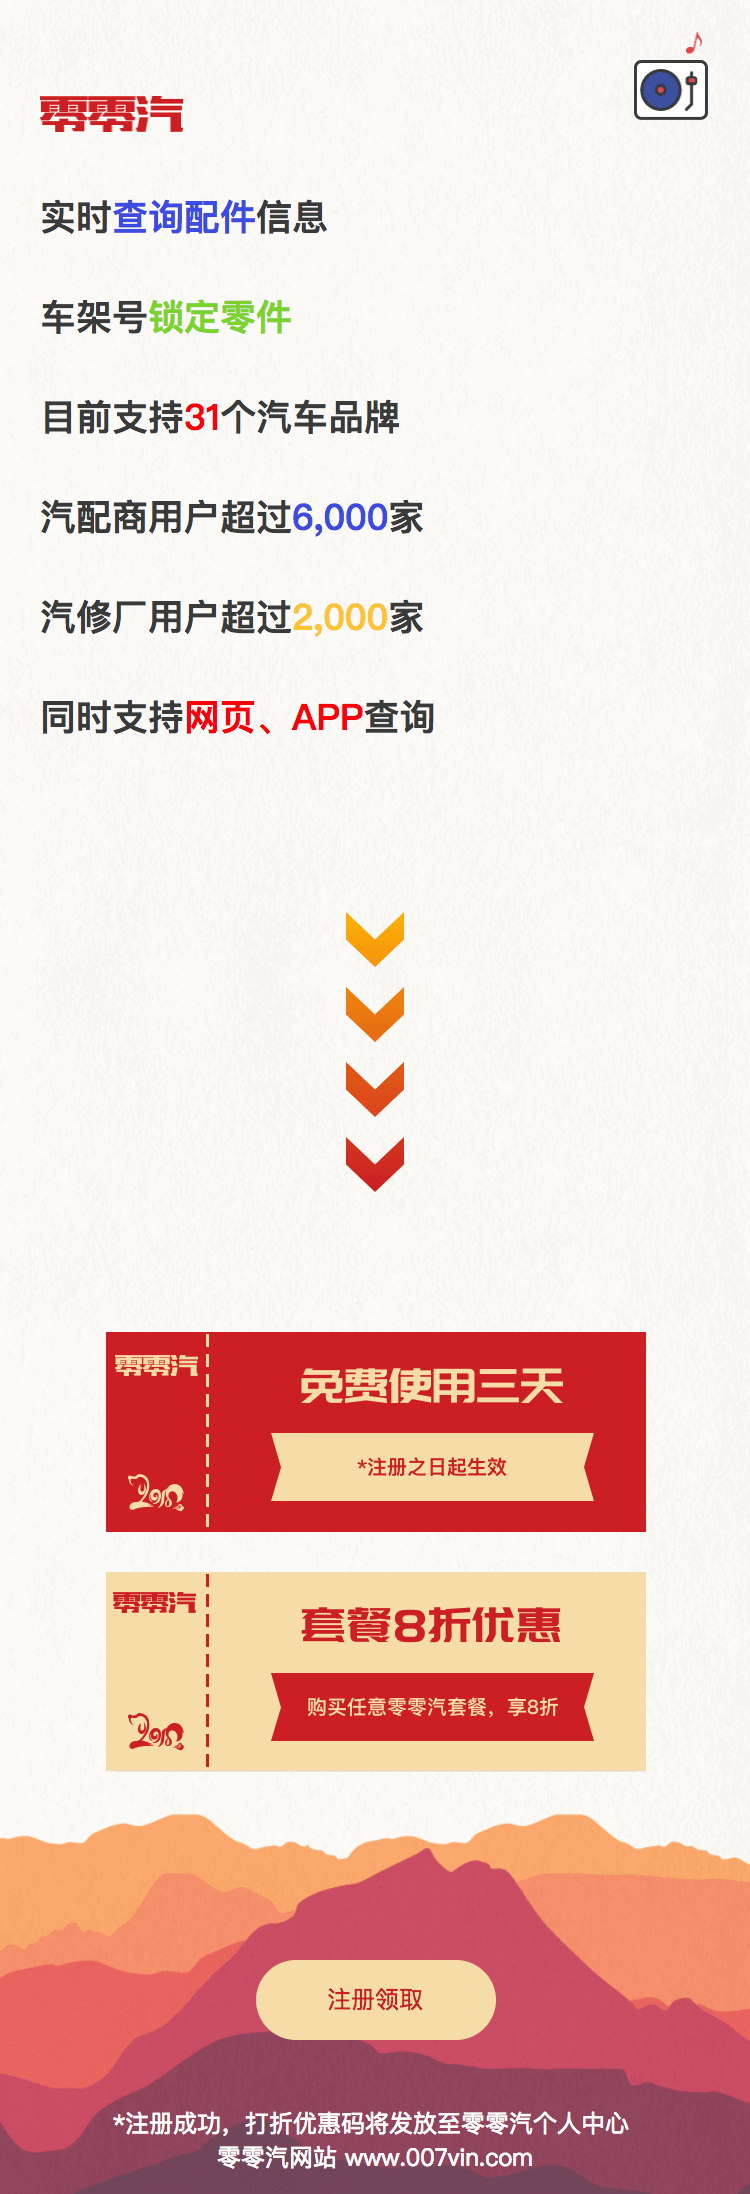 零零汽
实时查询配件信息
车架号锁定零件
目前支持31个汽车品牌
汽配商用户超过6,000家
汽修厂用户超过2,000家
同时支持网页、APP查询
零零汽
免费使用三天
*注册之日起生效
2018
零零汽
套餐8折优惠
购买任意零零汽套餐，享8折
2018
注册领取
*注册成功，打折优惠码将发放至零零汽个人中心
零零汽网站 www.007vin.com